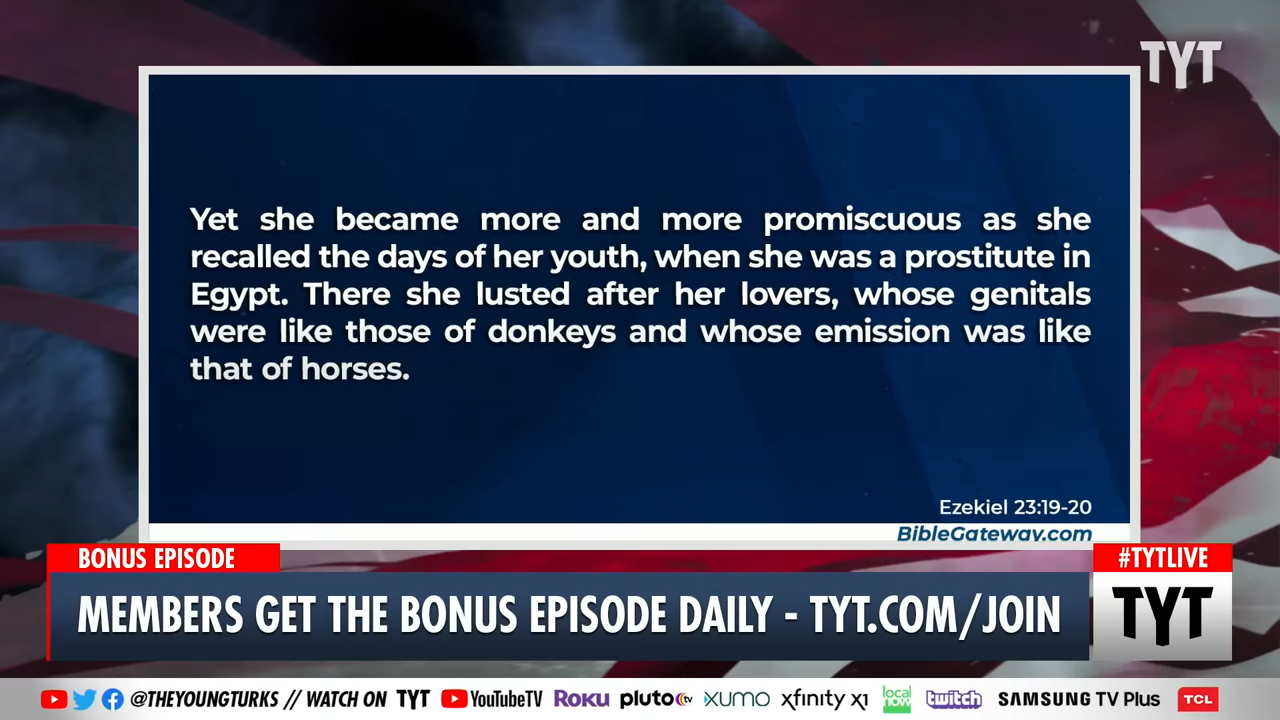 TYT
Yet she became more and more promiscuous as she
recalled the days of her youth, when she was a prostitute in
Egypt. There she lusted after her lovers, whose genitals
were like those of donkeys and whose emission was like
that of horses.
Ezekiel 23:19-20
BibleGateway.com
BONUS EPISODE
#TYTLIVE
MEMBERS GET THE BONUS EPISODE DAILY - TYT.COM/JOIN
TYT
@THEYOUNGTURKS // WATCH ON TYT YouTubeTV ROKU pluto tv XUMO xfinity x1 local now twitch SAMSUNG TV Plus TCL